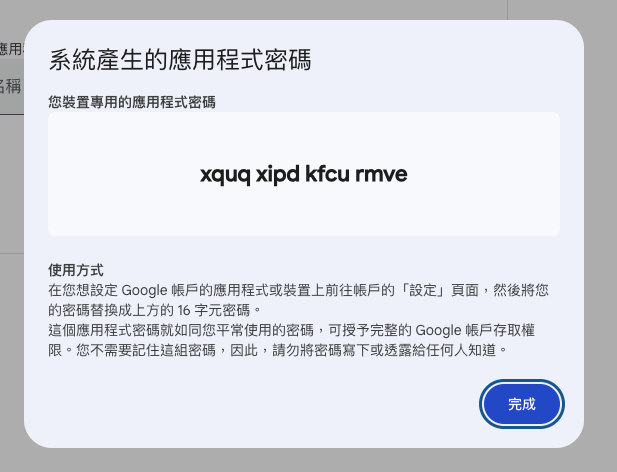 系統產生的應用程式密碼
應用
您裝置專用的應用程式密碼
名稱
xquq xipd kfcu rmve
使用方式
在您想設定 Google 帳戶的應用程式或裝置上前往帳戶的「設定」頁面，然後將您
的密碼替換成上方的 16 字元密碼。
這個應用程式密碼就如同您平常使用的密碼，可授予完整的 Google 帳戶存取權
限。您不需要記住這組密碼，因此，請勿將密碼寫下或透露給任何人知道。
完成